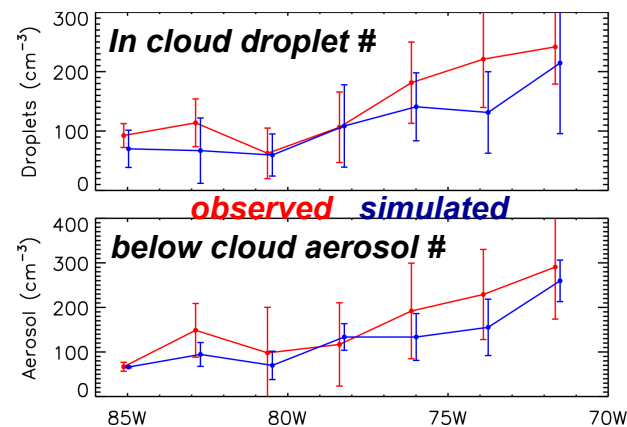 300
In cloud droplet #
200
Droplets (cm⁻³)
100
0
observed simulated
400
below cloud aerosol #
300
200
Aerosol (cm⁻³)
100
0
85W 80W 75W 70W